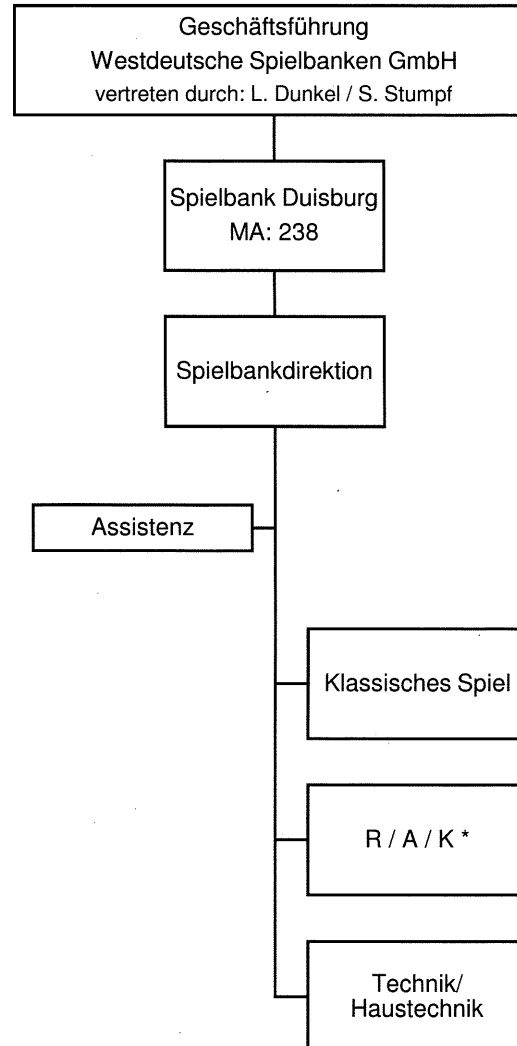 Geschäftsführung
Westdeutsche Spielbanken GmbH
vertreten durch: L. Dunkel / S. Stumpf
Spielbank Duisburg
MA: 238
Spielbankdirektion
Assistenz
Klassisches Spiel
R / A / K *
Technik/
Haustechnik